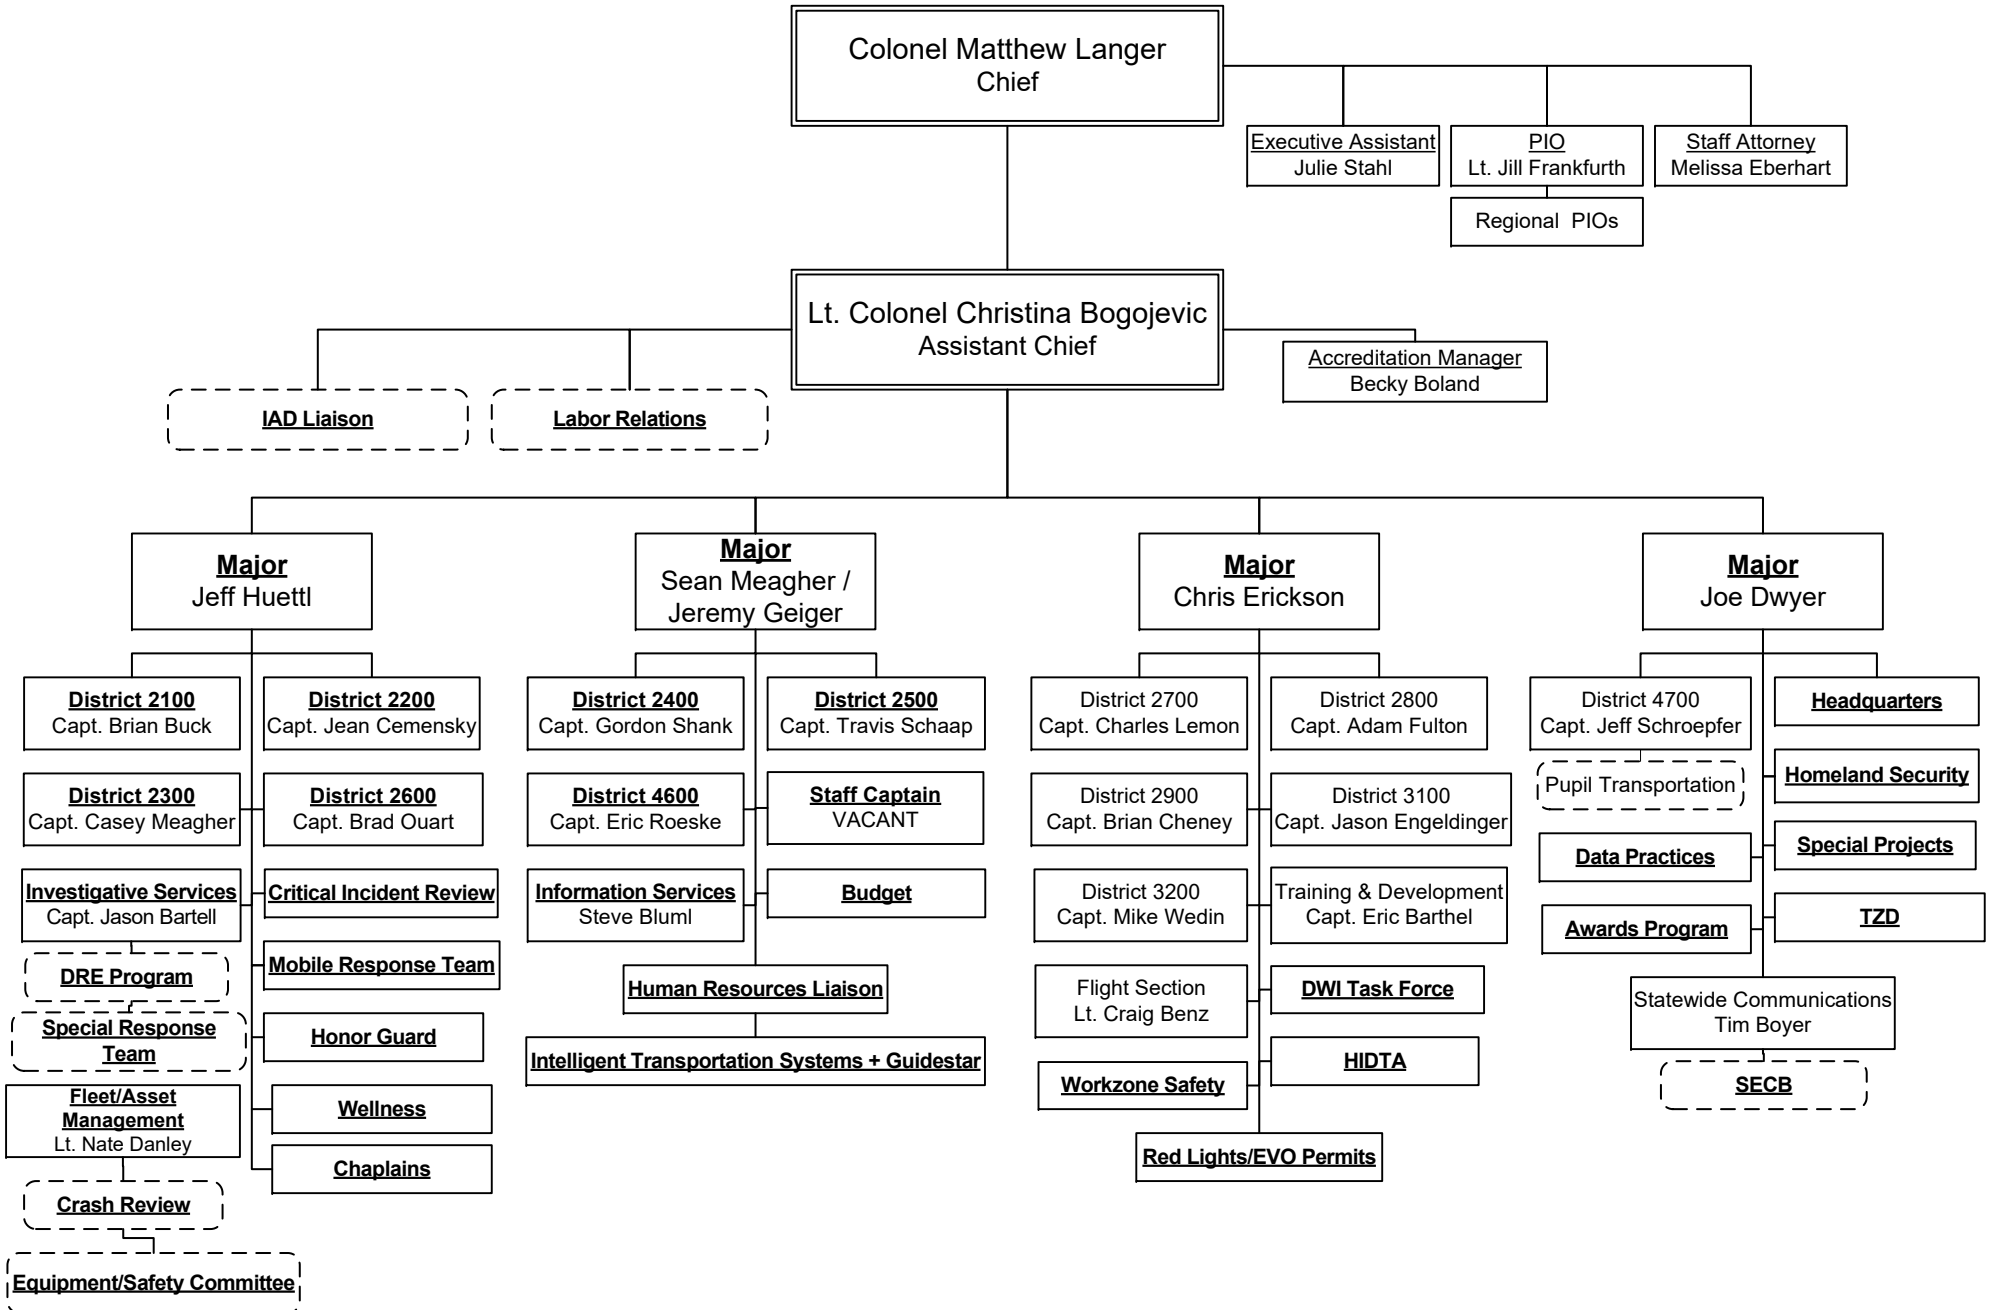 Colonel Matthew Langer
Chief
Executive Assistant
Julie Stahl
PIO
Lt. Jill Frankfurth
Staff Attorney
Melissa Eberhart
Regional PIOs
Lt. Colonel Christina Bogojevic
Assistant Chief
Accreditation Manager
Becky Boland
IAD Liaison
Labor Relations
Major
Jeff Huettl
Major
Sean Meagher /
Jeremy Geiger
Major
Chris Erickson
Major
Joe Dwyer
District 2100
Capt. Brian Buck
District 2200
Capt. Jean Cemensky
District 2300
Capt. Casey Meagher
District 2600
Capt. Brad Ouart
Investigative Services
Capt. Jason Bartell
Critical Incident Review
DRE Program
Mobile Response Team
Special Response
Team
Honor Guard
Fleet/Asset
Management
Lt. Nate Danley
Wellness
Chaplains
Crash Review
Equipment/Safety Committee
District 2400
Capt. Gordon Shank
District 2500
Capt. Travis Schaap
District 4600
Capt. Eric Roeske
Staff Captain
VACANT
Information Services
Steve Bluml
Budget
Human Resources Liaison
Intelligent Transportation Systems + Guidestar
District 2700
Capt. Charles Lemon
District 2800
Capt. Adam Fulton
District 2900
Capt. Brian Cheney
District 3100
Capt. Jason Engeldinger
District 3200
Capt. Mike Wedin
Training & Development
Capt. Eric Barthel
Flight Section
Lt. Craig Benz
DWI Task Force
Workzone Safety
HIDTA
Red Lights/EVO Permits
District 4700
Capt. Jeff Schroepfer
Headquarters
Pupil Transportation
Homeland Security
Data Practices
Special Projects
Awards Program
TZD
Statewide Communications
Tim Boyer
SECB